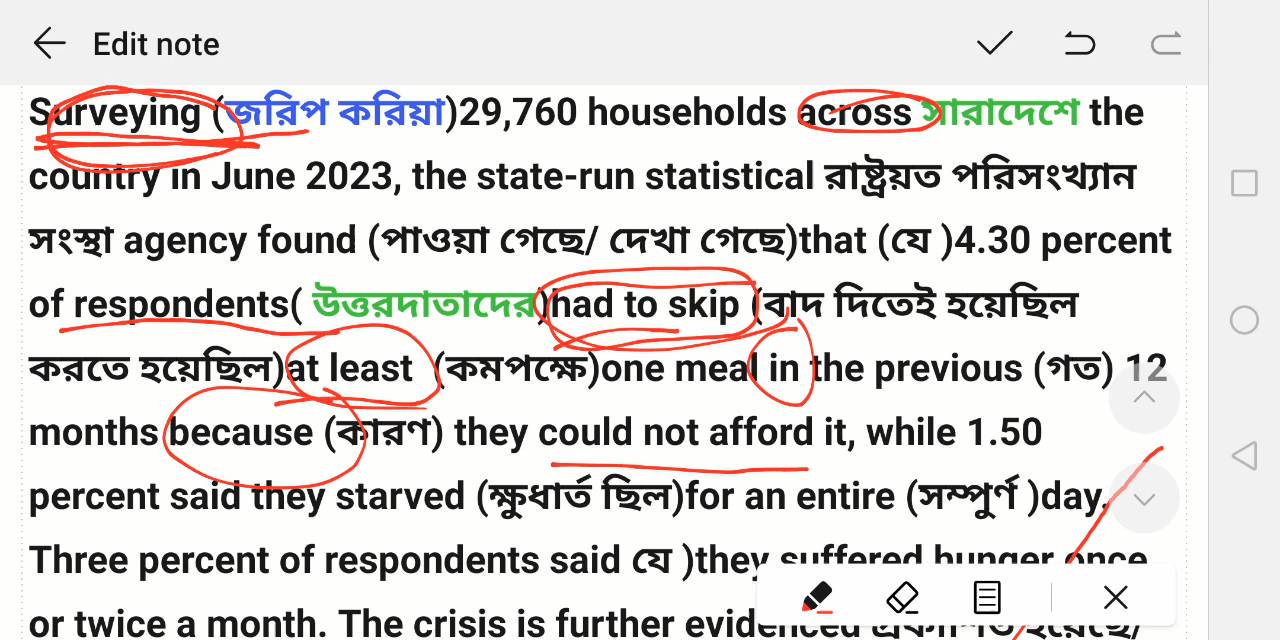 Edit note
Surveying (জরিপ করিয়া)29,760 households across সারাদেশে the
country in June 2023, the state-run statistical রাষ্ট্রিয়ত পরিসংখ্যান
সংস্থা agency found (পাওয়া গেছে/ দেখা গেছে)that (যে )4.30 percent
of respondents( উত্তরদাতাদের)had to skip (বাদ দিতেই হয়েছিল
করতে হয়েছিল)at least (কমপক্ষে)one meal in the previous (গত) 12
months because (কারণ) they could not afford it, while 1.50
percent said they starved (ক্ষুধার্ত ছিল)for an entire (সম্পুর্ণ )day.
Three percent of respondents said যে )they suffered hunger once
or twice a month. The crisis is further evidenced প্রকাশিত হয়েছে/